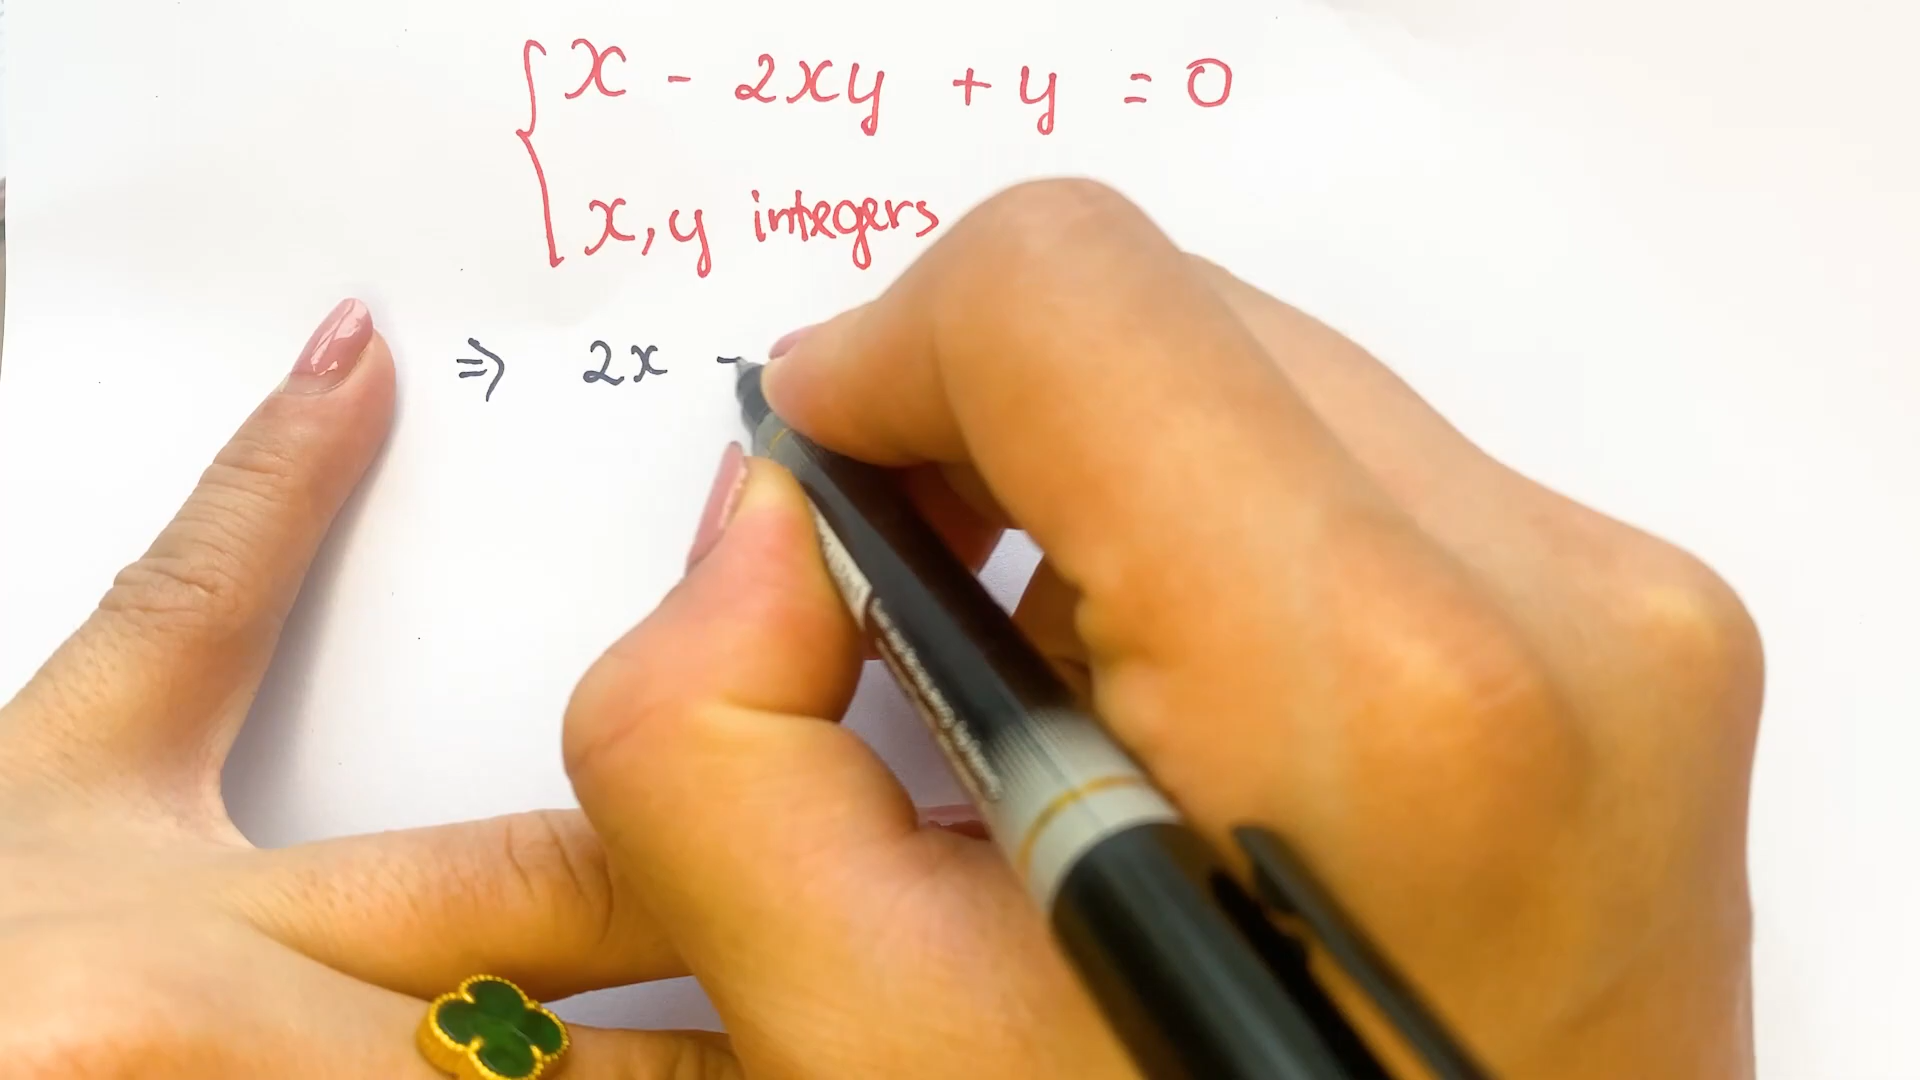 x - 2xy + y = 0
x, y integers
⇒ 2x -